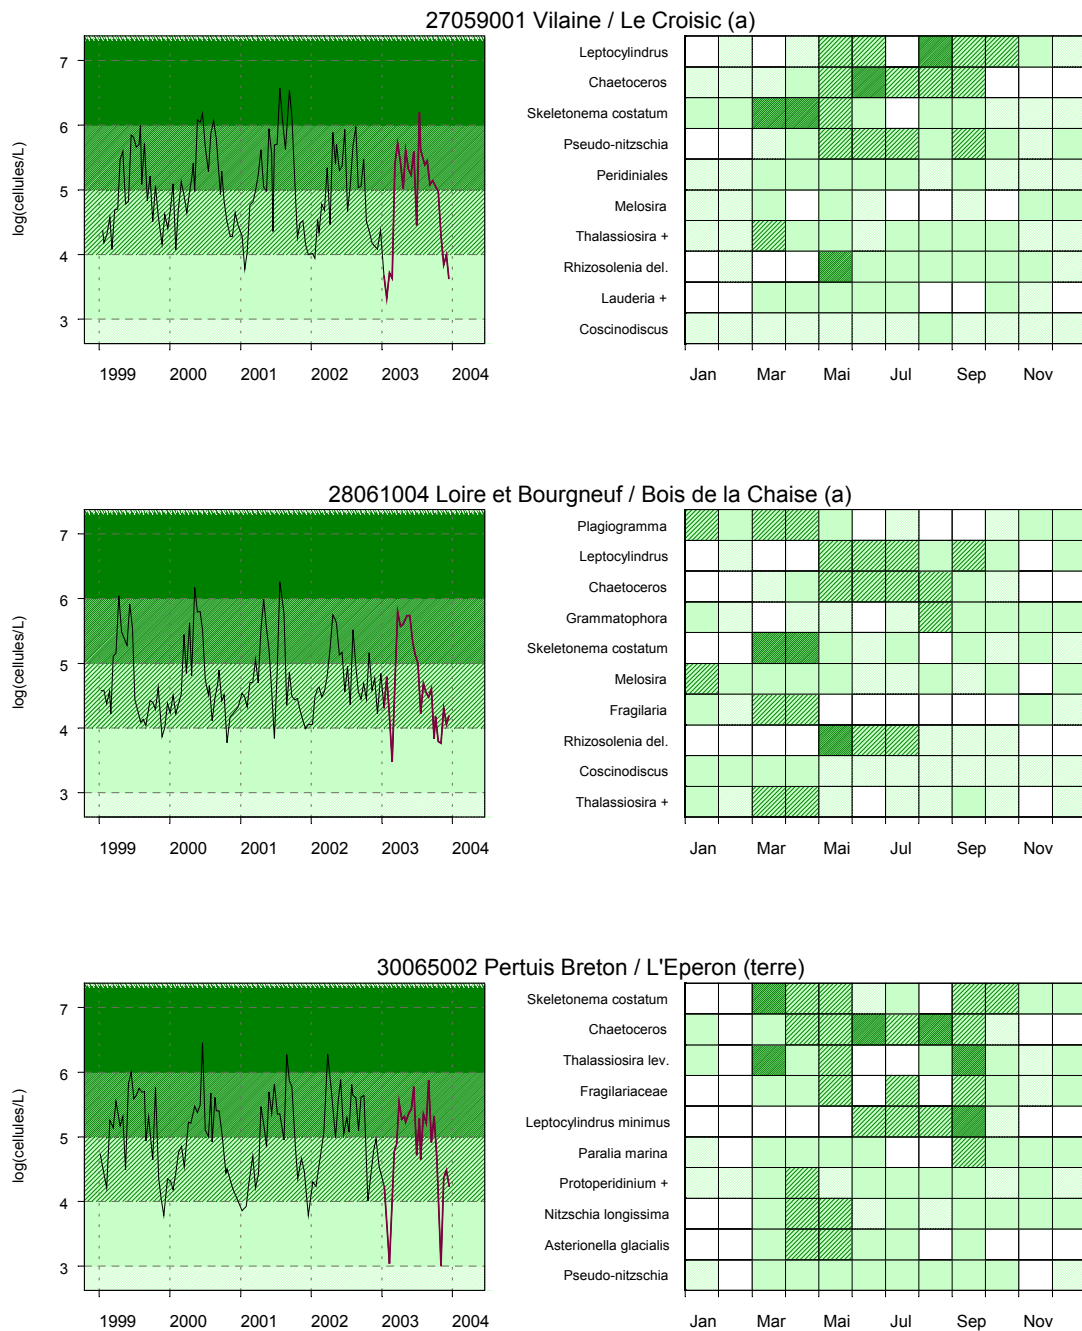 27059001 Vilaine / Le Croisic (a)
log(cellules/L)
7
6
5
4
3
1999 2000 2001 2002 2003 2004
Leptocylindrus
Chaetoceros
Skeletonema costatum
Pseudo-nitzschia
Peridiniales
Melosira
Thalassiosira +
Rhizosolenia del.
Lauderia +
Coscinodiscus
Jan Mar Mai Jul Sep Nov
28061004 Loire et Bourgneuf / Bois de la Chaise (a)
log(cellules/L)
7
6
5
4
3
1999 2000 2001 2002 2003 2004
Plagiogramma
Leptocylindrus
Chaetoceros
Grammatophora
Skeletonema costatum
Melosira
Fragilaria
Rhizosolenia del.
Coscinodiscus
Thalassiosira +
Jan Mar Mai Jul Sep Nov
30065002 Pertuis Breton / L'Eperon (terre)
log(cellules/L)
7
6
5
4
3
1999 2000 2001 2002 2003 2004
Skeletonema costatum
Chaetoceros
Thalassiosira lev.
Fragilariaceae
Leptocylindrus minimus
Paralia marina
Protoperidinium +
Nitzschia longissima
Asterionella glacialis
Pseudo-nitzschia
Jan Mar Mai Jul Sep Nov